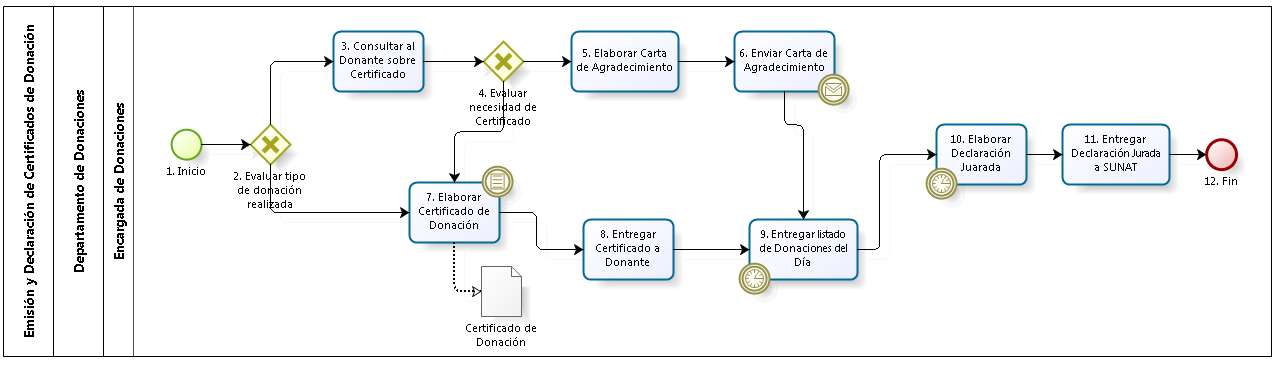 Emisión y Declaración de Certificados de Donación
Departamento de Donaciones
Encargada de Donaciones
1. Inicio
2. Evaluar tipo
de donación
realizada
3. Consultar al
Donante sobre
Certificado
4. Evaluar
necesidad de
Certificado
5. Elaborar Carta
de Agradecimiento
6. Enviar Carta de
Agradecimiento
7. Elaborar
Certificado de
Donación
Certificado de
Donación
8. Entregar
Certificado a
Donante
9. Entregar listado
de Donaciones del
Día
10. Elaborar
Declaración
Juarada
11. Entregar
Declaración Jurada
a SUNAT
12. Fin